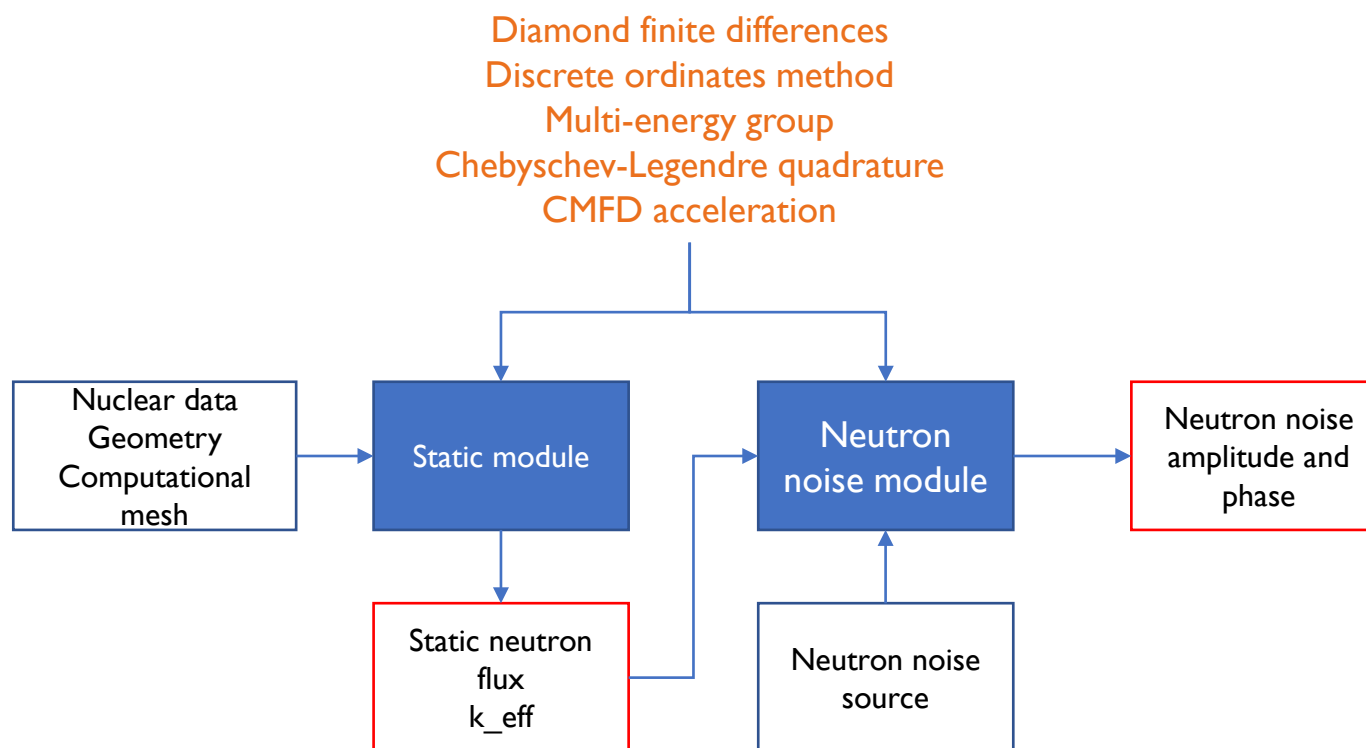 Diamond finite differences
Discrete ordinates method
Multi-energy group
Chebyschev-Legendre quadrature
CMFD acceleration
Nuclear data
Geometry
Computational
mesh
Static module
Neutron
noise module
Neutron noise
amplitude and
phase
Static neutron
flux
k_eff
Neutron noise
source